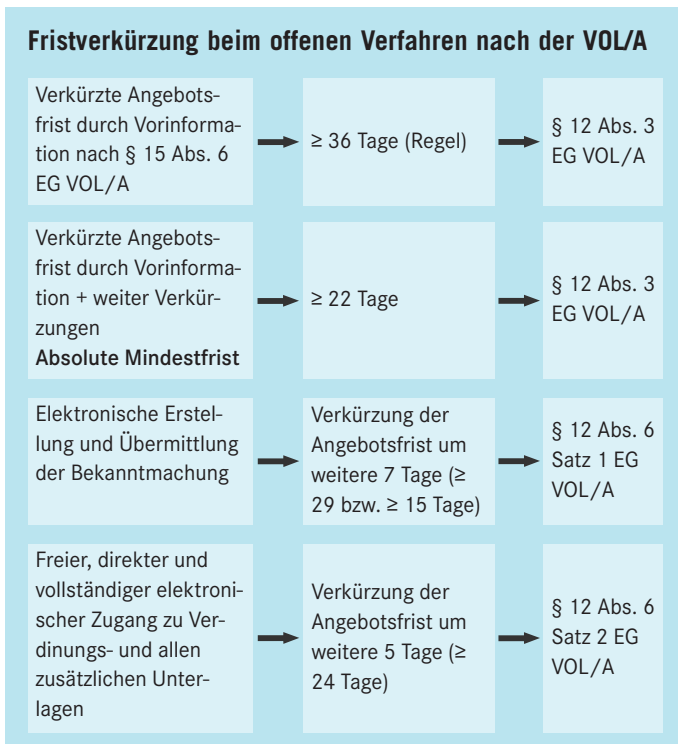 Fristverkürzung beim offenen Verfahren nach der VOL/A
Verkürzte Angebots-
frist durch Vorinforma-
tion nach § 15 Abs. 6
EG VOL/A
≥ 36 Tage (Regel)
§ 12 Abs. 3
EG VOL/A
Verkürzte Angebots-
frist durch Vorinforma-
tion + weiter Verkür-
zungen
Absolute Mindestfrist
≥ 22 Tage
§ 12 Abs. 3
EG VOL/A
Elektronische Erstel-
lung und Übermittlung
der Bekanntmachung
Verkürzung der
Angebotsfrist um
weitere 7 Tage (≥
29 bzw. ≥ 15 Tage)
§ 12 Abs. 6
Satz 1 EG
VOL/A
Freier, direkter und
vollständiger elektroni-
scher Zugang zu Ver-
dinungs- und allen
zusätzlichen Unter-
lagen
Verkürzung der
Angebotsfrist um
weitere 5 Tage (≥
24 Tage)
§ 12 Abs. 6
Satz 2 EG
VOL/A